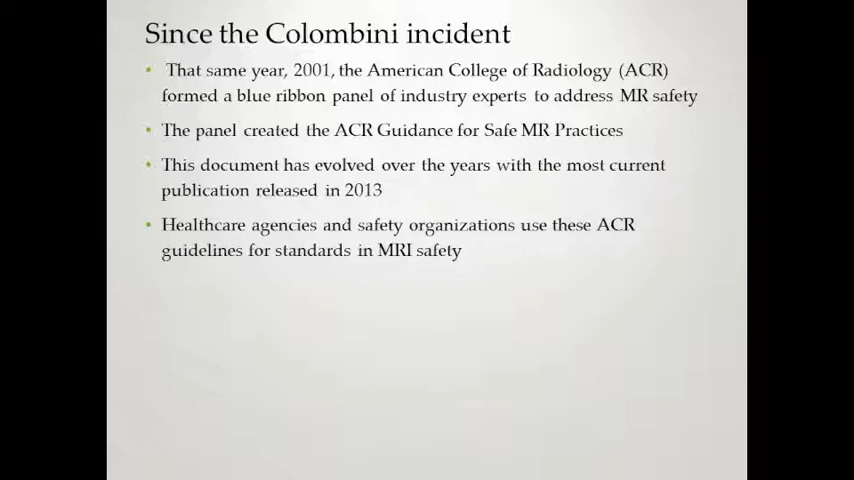 Since the Colombini incident
• That same year, 2001, the American College of Radiology (ACR)
formed a blue ribbon panel of industry experts to address MR safety
• The panel created the ACR Guidance for Safe MR Practices
• This document has evolved over the years with the most current
publication released in 2013
• Healthcare agencies and safety organizations use these ACR
guidelines for standards in MRI safety